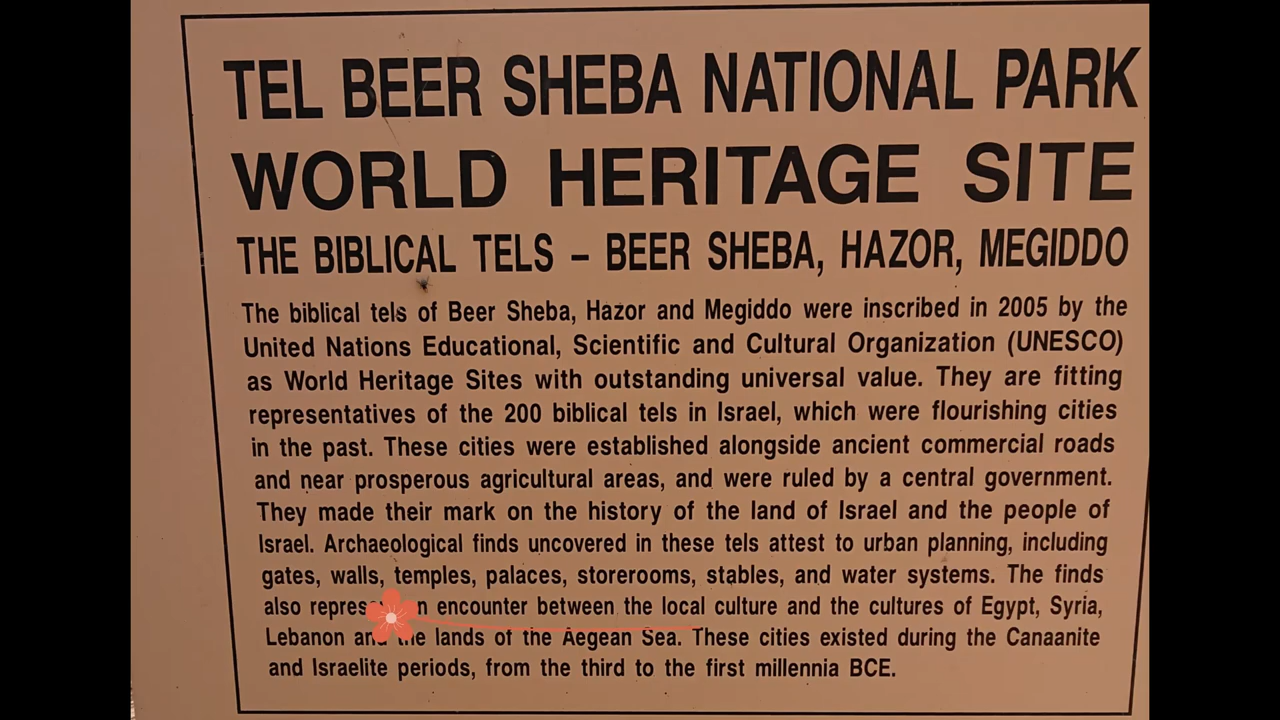 TEL BEER SHEBA NATIONAL PARK
WORLD HERITAGE SITE
THE BIBLICAL TELS – BEER SHEBA, HAZOR, MEGIDDO
The biblical tels of Beer Sheba, Hazor and Megiddo were inscribed in 2005 by the
United Nations Educational, Scientific and Cultural Organization (UNESCO)
as World Heritage Sites with outstanding universal value. They are fitting
representatives of the 200 biblical tels in Israel, which were flourishing cities
in the past. These cities were established alongside ancient commercial roads
and near prosperous agricultural areas, and were ruled by a central government.
They made their mark on the history of the land of Israel and the people of
Israel. Archaeological finds uncovered in these tels attest to urban planning, including
gates, walls, temples, palaces, storerooms, stables, and water systems. The finds
also encounter between the local culture and the cultures of Egypt, Syria,
Lebanon and the lands of the Aegean Sea. These cities existed during the Canaanite
and Israelite periods, from the third to the first millennia BCE.